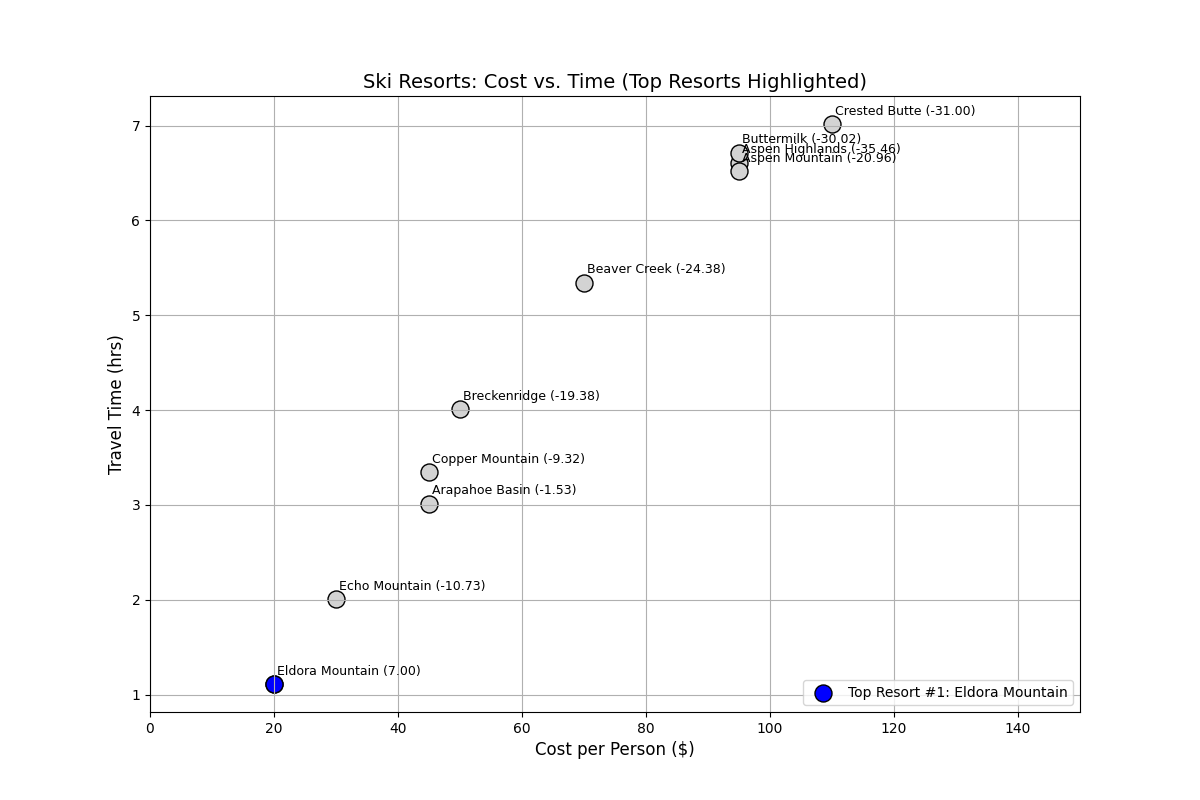 Ski Resorts: Cost vs. Time (Top Resorts Highlighted)
Crested Butte (-31.00)
Buttermilk (-30.02)
Aspen Highlands (-35.46)
Aspen Mountain (-20.96)
Beaver Creek (-24.38)
Breckenridge (-19.38)
Copper Mountain (-9.32)
Arapahoe Basin (-1.53)
Echo Mountain (-10.73)
Eldora Mountain (7.00)
Top Resort #1: Eldora Mountain
7
6
5
4
3
2
1
Travel Time (hrs)
0 20 40 60 80 100 120 140
Cost per Person ($)